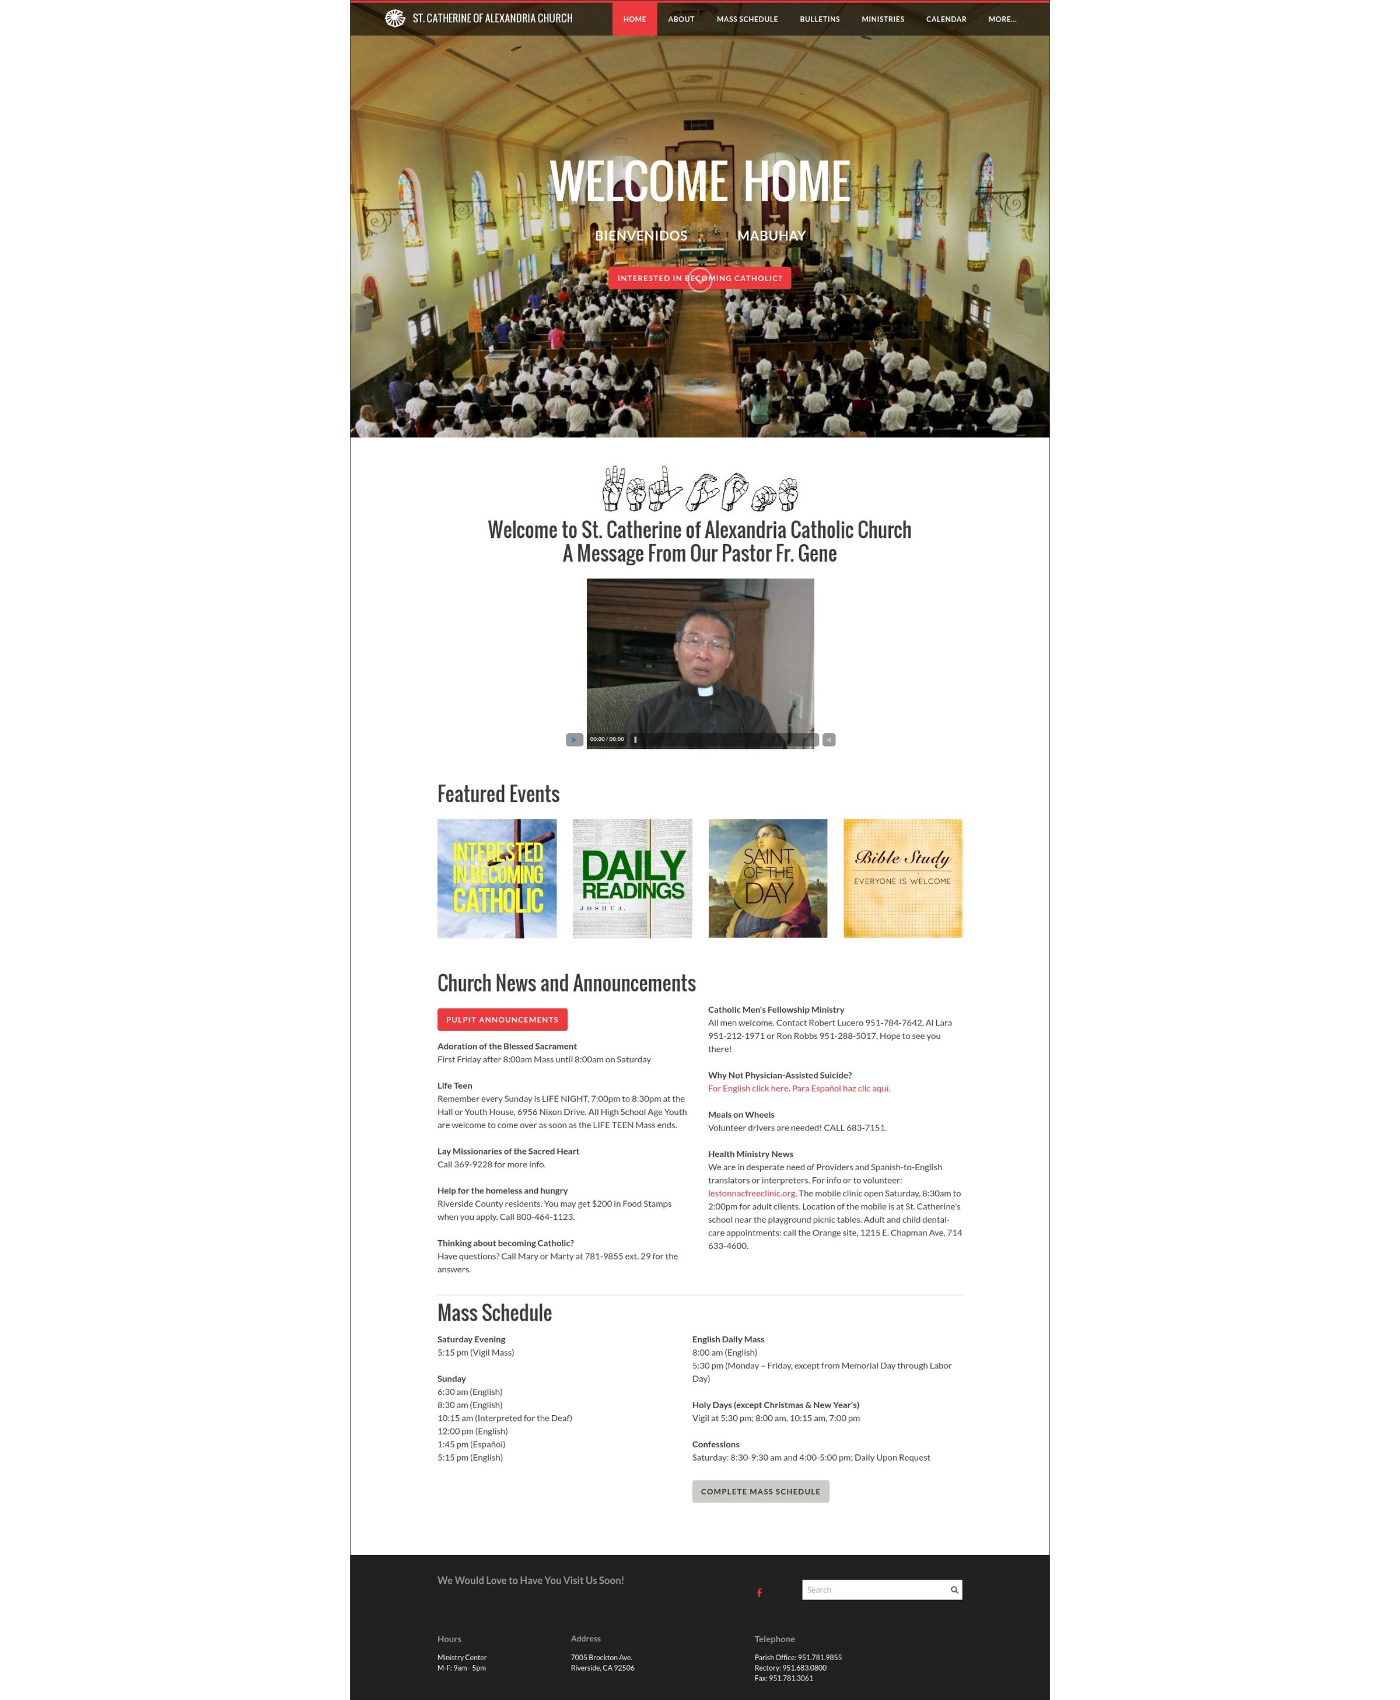 ST. CATHERINE OF ALEXANDRIA CHURCH
HOME ABOUT MASS SCHEDULE BULLETINS MINISTRIES CALENDAR MORE...
WELCOME HOME
BIENVENIDOS MABUHAY
INTERESTED IN BECOMING CATHOLIC?
Welcome to St. Catherine of Alexandria Catholic Church
A Message From Our Pastor Fr. Gene
00:00 / 00:00
Featured Events
INTERESTED
IN BECOMING
CATHOLIC
DAILY
READINGS
JOSHUA.
SAINT
OF THE
DAY
Bible Study
EVERYONE IS WELCOME
Church News and Announcements
PULPIT ANNOUNCEMENTS
Adoration of the Blessed Sacrament
First Friday after 8:00am Mass until 8:00am on Saturday
Life Teen
Remember every Sunday is LIFE NIGHT, 7:00pm to 8:30pm at the
Hall or Youth House, 6956 Nixon Drive. All High School Age Youth
are welcome to come over as soon as the LIFE TEEN Mass ends.
Lay Missionaries of the Sacred Heart
Call 369-9228 for more info.
Help for the homeless and hungry
Riverside County residents. You may get $200 in Food Stamps
when you apply. Call 800-464-1123.
Thinking about becoming Catholic?
Have questions? Call Mary or Marty at 781-9855 ext. 29 for the
answers.
Catholic Men's Fellowship Ministry
All men welcome. Contact Robert Lucero 951-784-7642, Al Lara
951-212-1971 or Ron Robbs 951-288-5017, Hope to see you
there!
Why Not Physician-Assisted Suicide?
For English click here. Para Español haz clic aquí.
Meals on Wheels
Volunteer drivers are needed! CALL 683-7151.
Health Ministry News
We are in desperate need of Providers and Spanish-to-English
translators or interpreters. For info or to volunteer:
lestonnacfreeclinic.org. The mobile clinic open Saturday, 8:30am to
2:00pm for adult clients. Location of the mobile is at St. Catherine's
school near the playground picnic tables. Adult and child dental-
care appointments: call the Orange site, 1215 E. Chapman Ave, 714
633-4600.
Mass Schedule
Saturday Evening
5:15 pm (Vigil Mass)
Sunday
6:30 am (English)
8:30 am (English)
10:15 am (Interpreted for the Deaf)
12:00 pm (English)
1:45 pm (Español)
5:15 pm (English)
English Daily Mass
8:00 am (English)
5:30 pm (Monday – Friday, except from Memorial Day through Labor
Day)
Holy Days (except Christmas & New Year's)
Vigil at 5:30 pm; 8:00 am, 10:15 am, 7:00 pm
Confessions
Saturday: 8:30-9:30 am and 4:00-5:00 pm; Daily Upon Request
COMPLETE MASS SCHEDULE
We Would Love to Have You Visit Us Soon!
Search
Hours
Ministry Center
M-F: 9am - 5pm
Address
7005 Brockton Ave.
Riverside, CA 92506
Telephone
Parish Office: 951.781.9855
Rectory: 951.683.0800
Fax: 951.781.3061